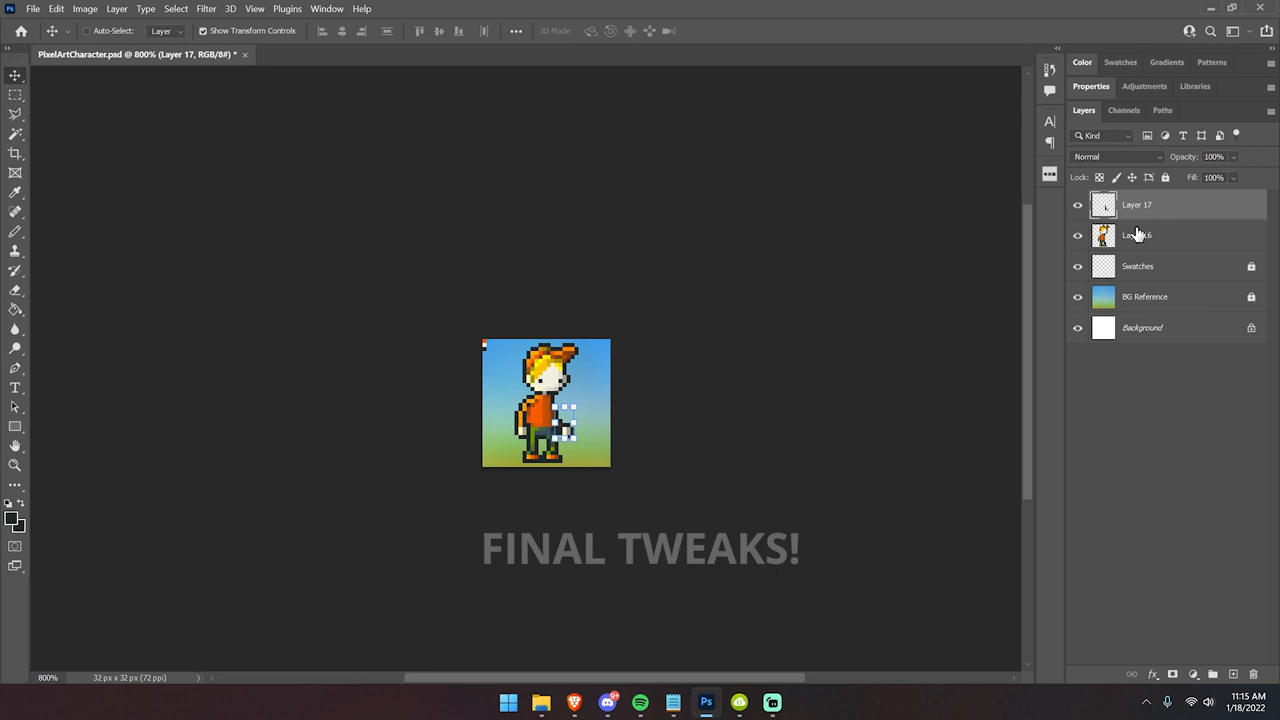 Ps File Edit Image Layer Type Select Filter 3D View Plugins Window Help
Auto-Select: Layer Show Transform Controls 3D Mode:
PixelArtCharacter.psd @ 800% (Layer 17, RGB/8#) * ×
Color Swatches Gradients Patterns
Properties Adjustments Libraries
Layers Channels Paths
Kind
Normal Opacity: 100%
Lock: Fill: 100%
Layer 17
Swatches
BG Reference
Background
FINAL TWEAKS!
800% 32 px x 32 px (72 ppi)
9+
Ps
11:15 AM
1/18/2022